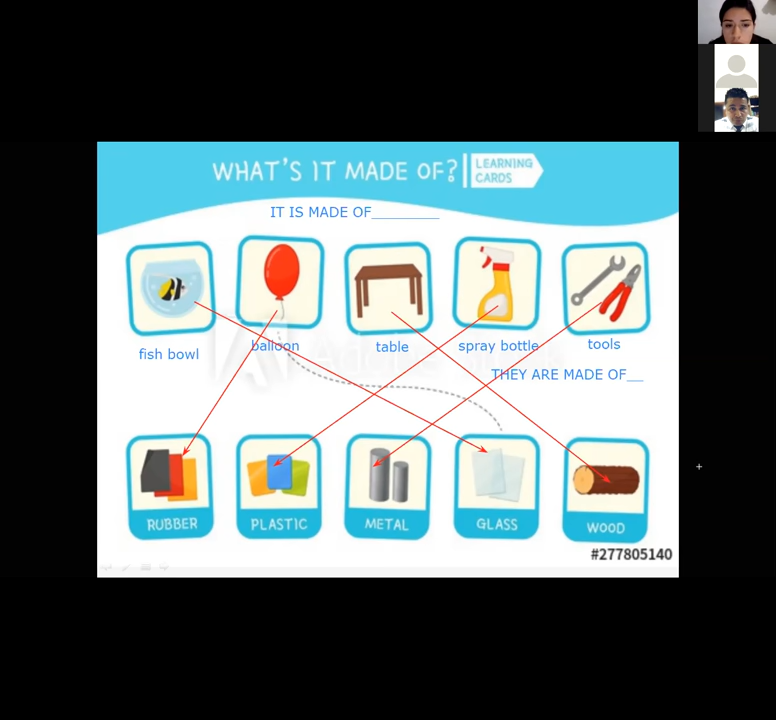 WHAT'S IT MADE OF?
LEARNING
CARDS
IT IS MADE OF________
fish bowl
balloon
table
spray bottle
tools
THEY ARE MADE OF__
RUBBER
PLASTIC
METAL
GLASS
WOOD
#277805140